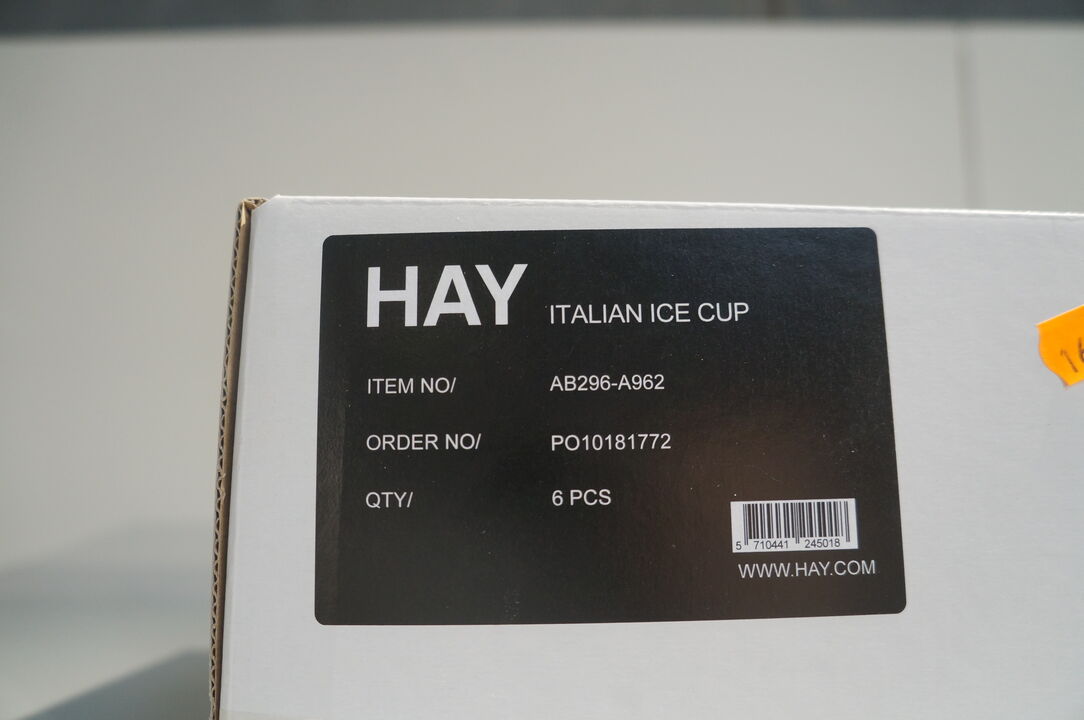 HAY ITALIAN ICE CUP
ITEM NO/ AB296-A962
ORDER NO/ PO10181772
QTY/ 6 PCS
5 710441 245018
WWW.HAY.COM